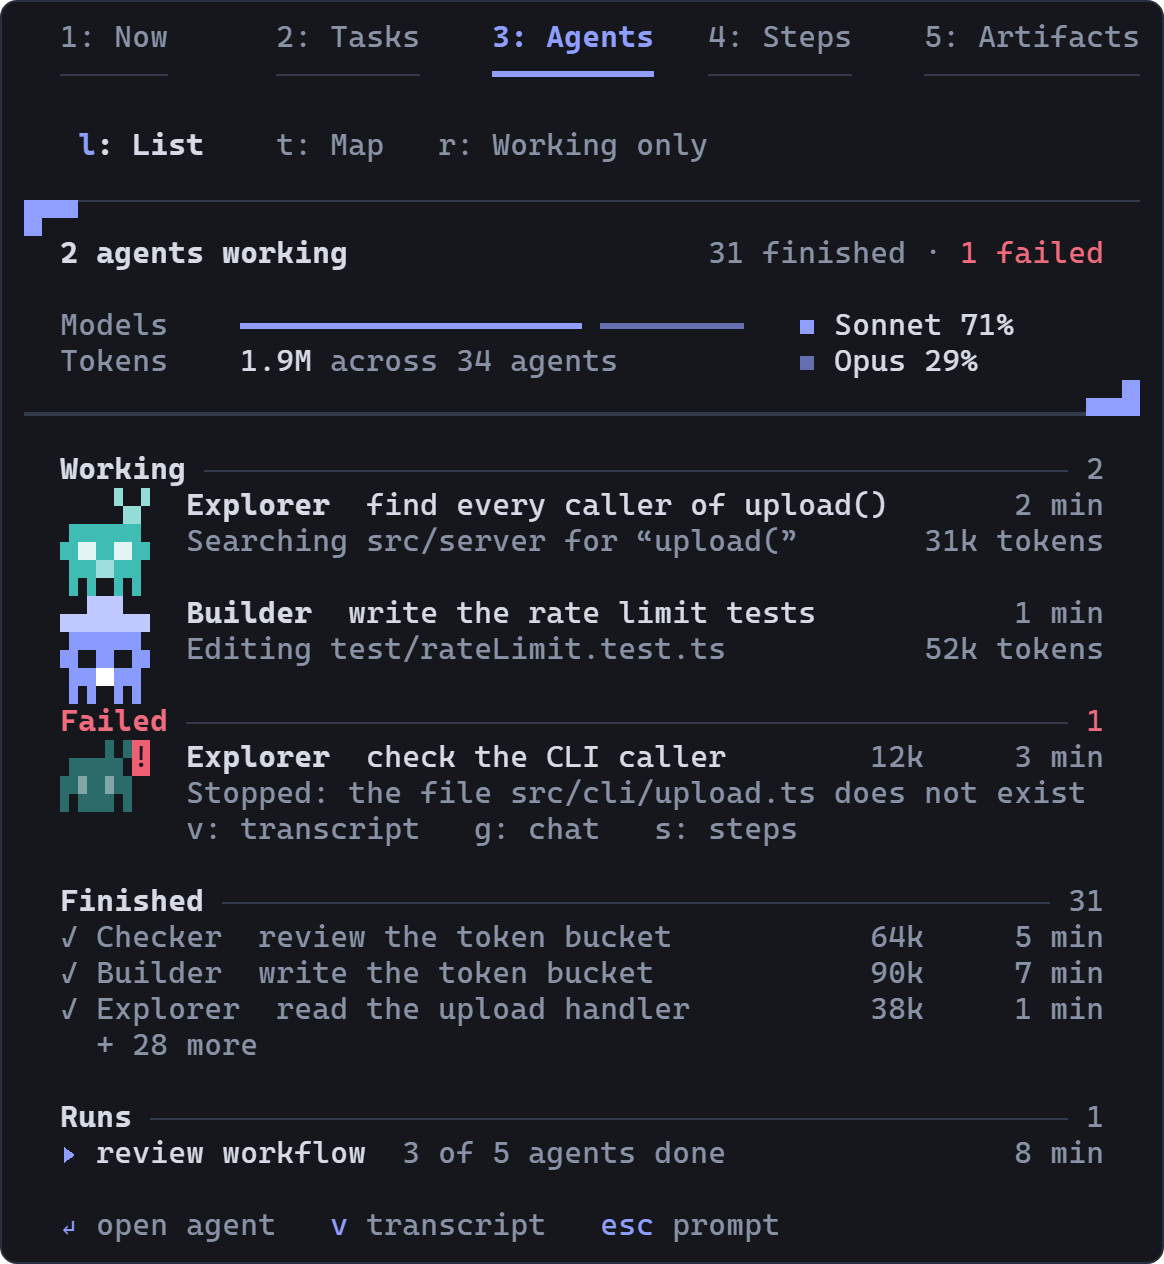 1: Now 2: Tasks 3: Agents 4: Steps 5: Artifacts
l: List t: Map r: Working only
2 agents working 31 finished · 1 failed
Models Sonnet 71%
Tokens 1.9M across 34 agents Opus 29%
Working 2
Explorer find every caller of upload() 2 min
Searching src/server for “upload(” 31k tokens
Builder write the rate limit tests 1 min
Editing test/rateLimit.test.ts 52k tokens
Failed 1
! Explorer check the CLI caller 12k 3 min
Stopped: the file src/cli/upload.ts does not exist
v: transcript g: chat s: steps
Finished 31
✓ Checker review the token bucket 64k 5 min
✓ Builder write the token bucket 90k 7 min
✓ Explorer read the upload handler 38k 1 min
+ 28 more
Runs 1
▸ review workflow 3 of 5 agents done 8 min
↲ open agent v transcript esc prompt